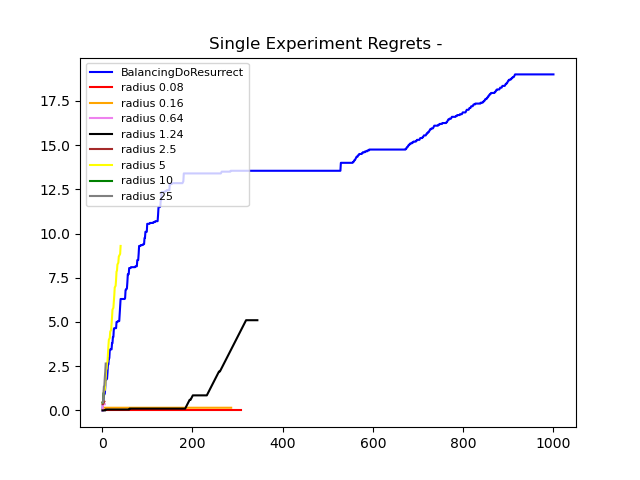 Single Experiment Regrets -
BalancingDoResurrect
radius 0.08
radius 0.16
radius 0.64
radius 1.24
radius 2.5
radius 5
radius 10
radius 25
17.5
15.0
12.5
10.0
7.5
5.0
2.5
0.0
0 200 400 600 800 1000